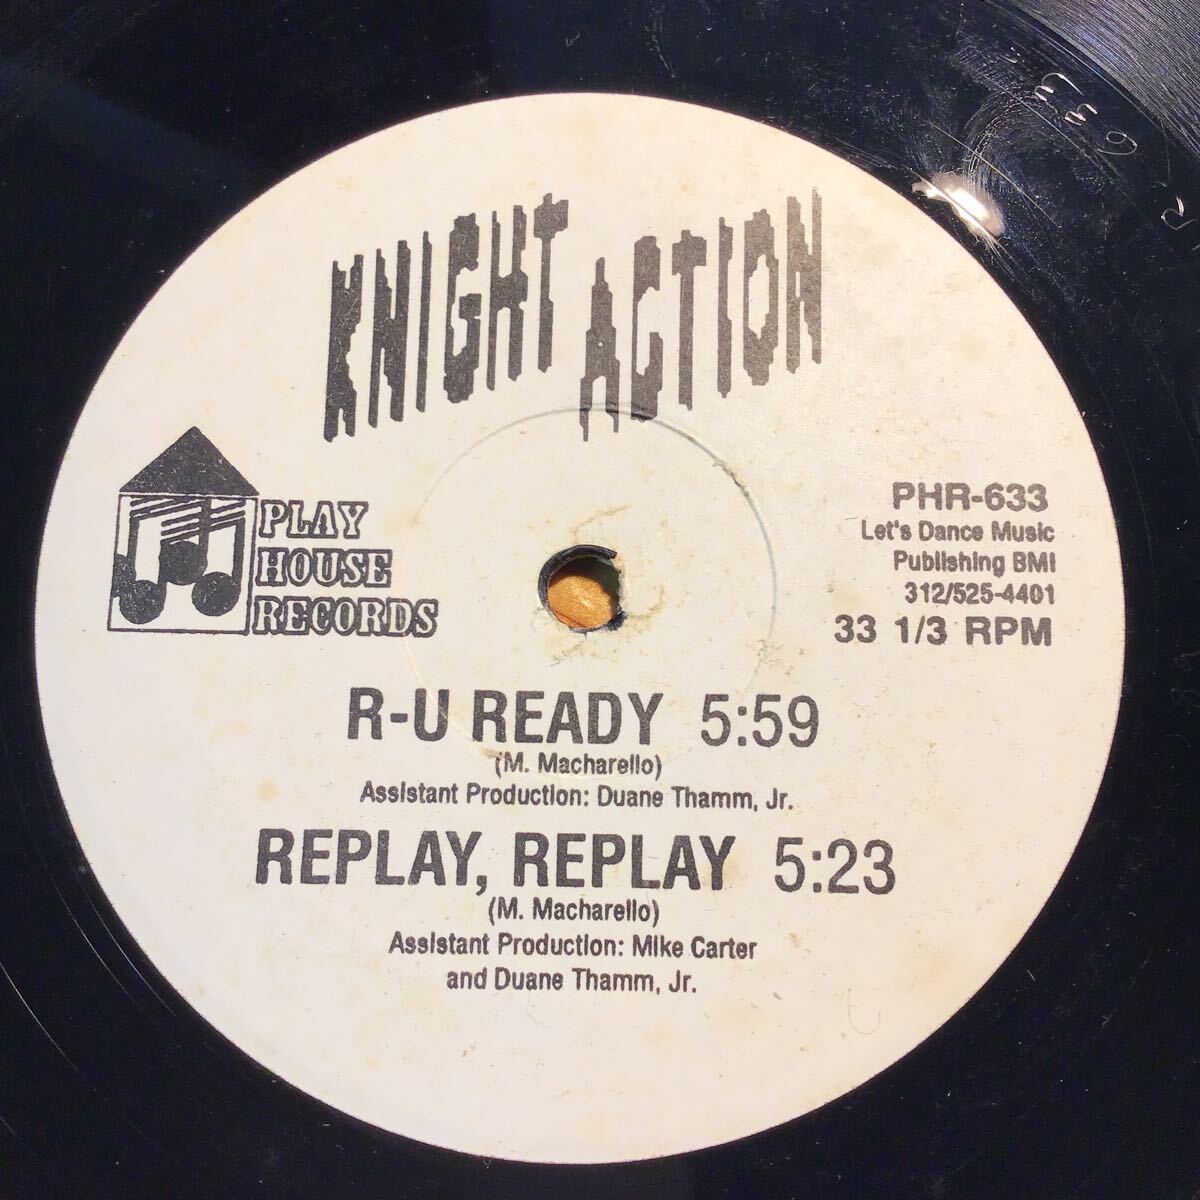 KNIGHT ACTION
PLAY
HOUSE
RECORDS
PHR-633
Let's Dance Music
Publishing BMI
312/525-4401
33 1/3 RPM
R-U READY 5:59
(M. Macharello)
Assistant Production: Duane Thamm, Jr.
REPLAY, REPLAY 5:23
(M. Macharello)
Assistant Production: Mike Carter
and Duane Thamm, Jr.